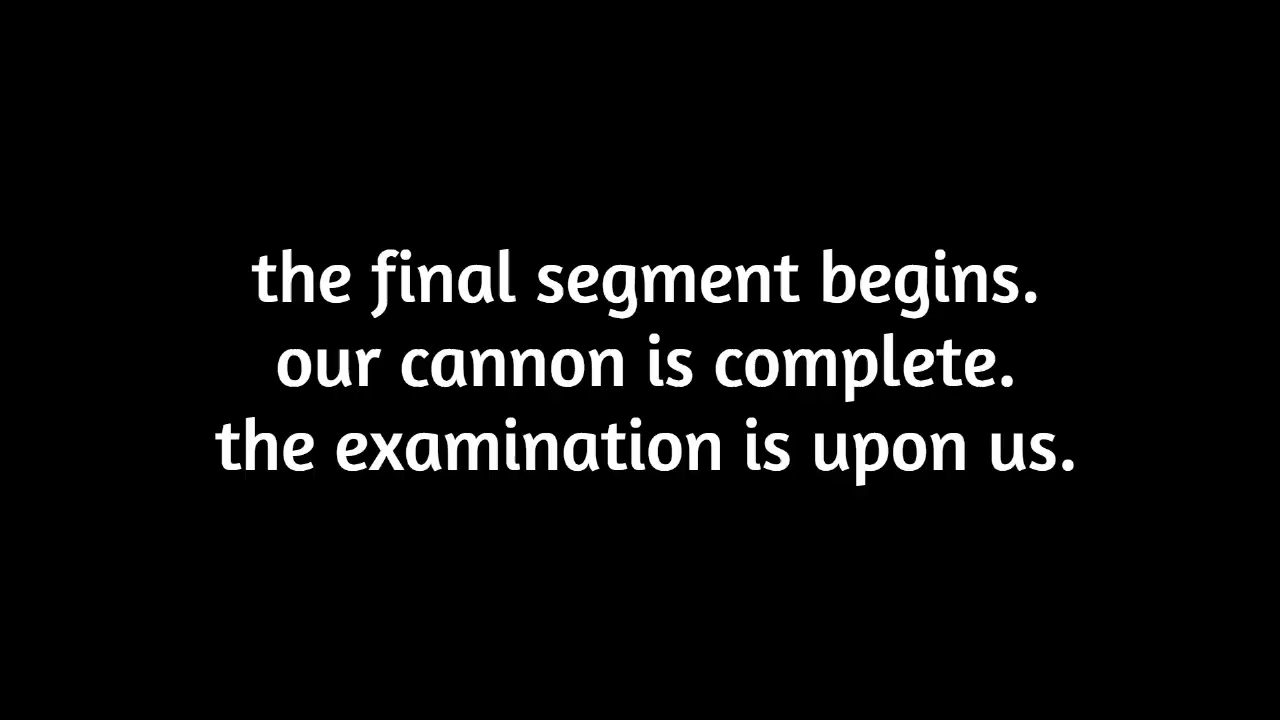 the final segment begins.
our cannon is complete.
the examination is upon us.